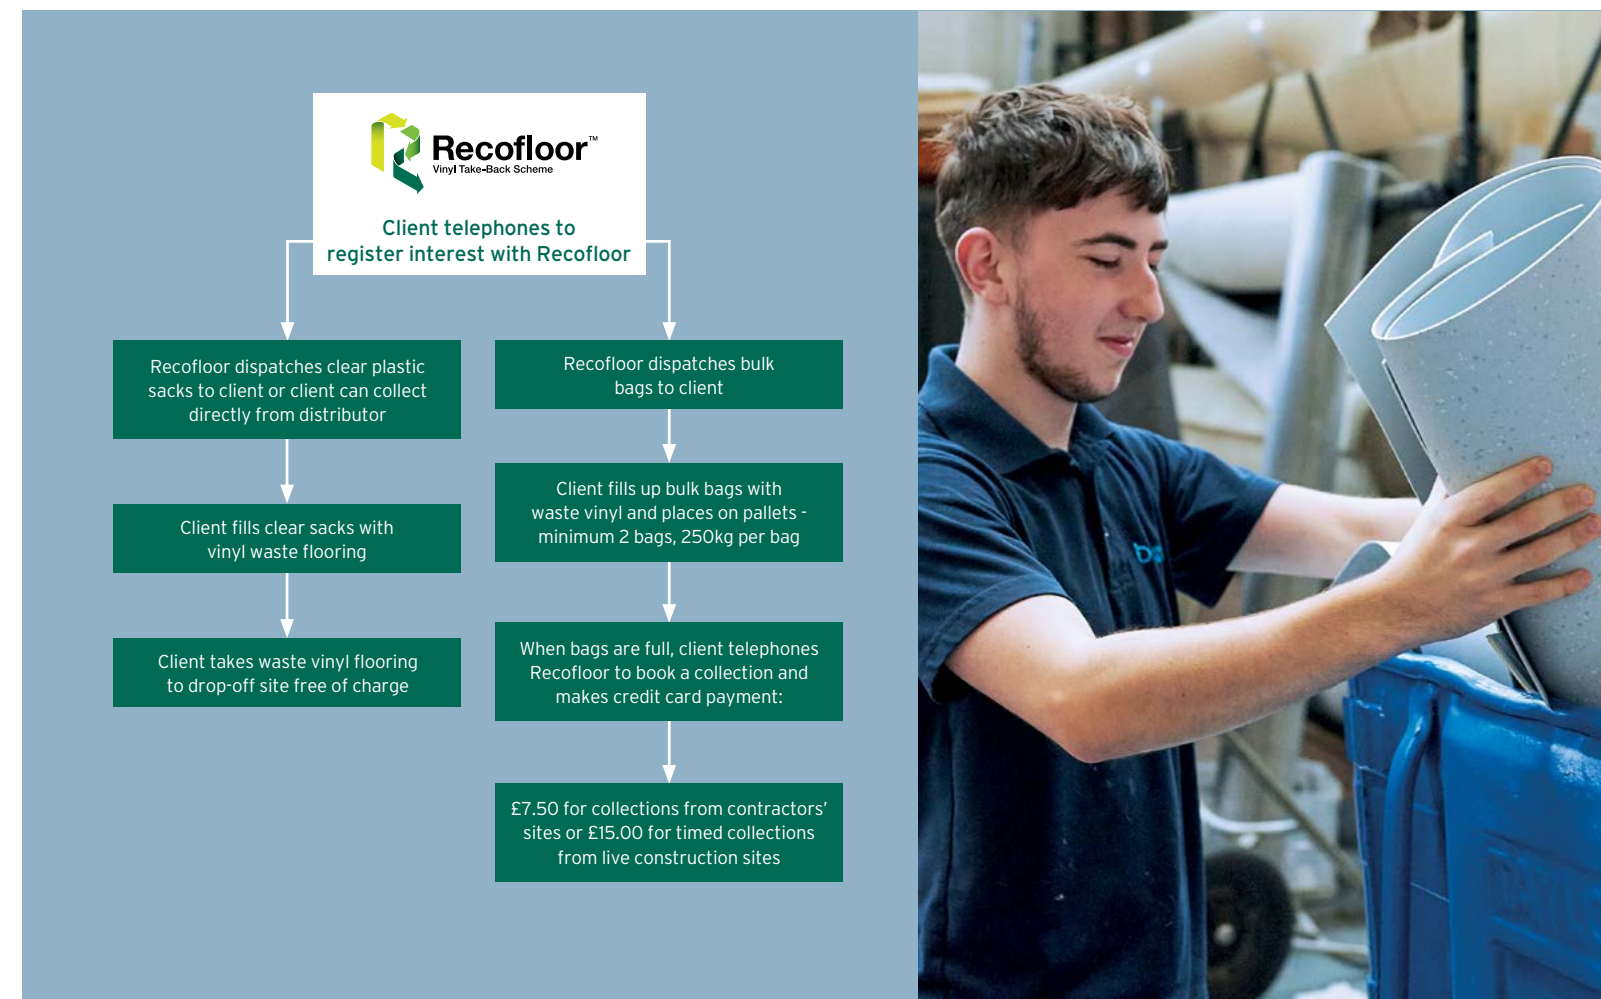 Recofloor™
Vinyl Take-Back Scheme
Client telephones to
register interest with Recofloor
Recofloor dispatches clear plastic
sacks to client or client can collect
directly from distributor
Client fills clear sacks with
vinyl waste flooring
Client takes waste vinyl flooring
to drop-off site free of charge
Recofloor dispatches bulk
bags to client
Client fills up bulk bags with
waste vinyl and places on pallets -
minimum 2 bags, 250kg per bag
When bags are full, client telephones
Recofloor to book a collection and
makes credit card payment:
£7.50 for collections from contractors’
sites or £15.00 for timed collections
from live construction sites